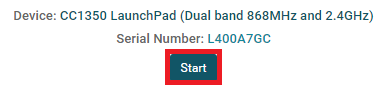 Device: CC1350 LaunchPad (Dual band 868MHz and 2.4GHz)
Serial Number: L400A7GC
Start